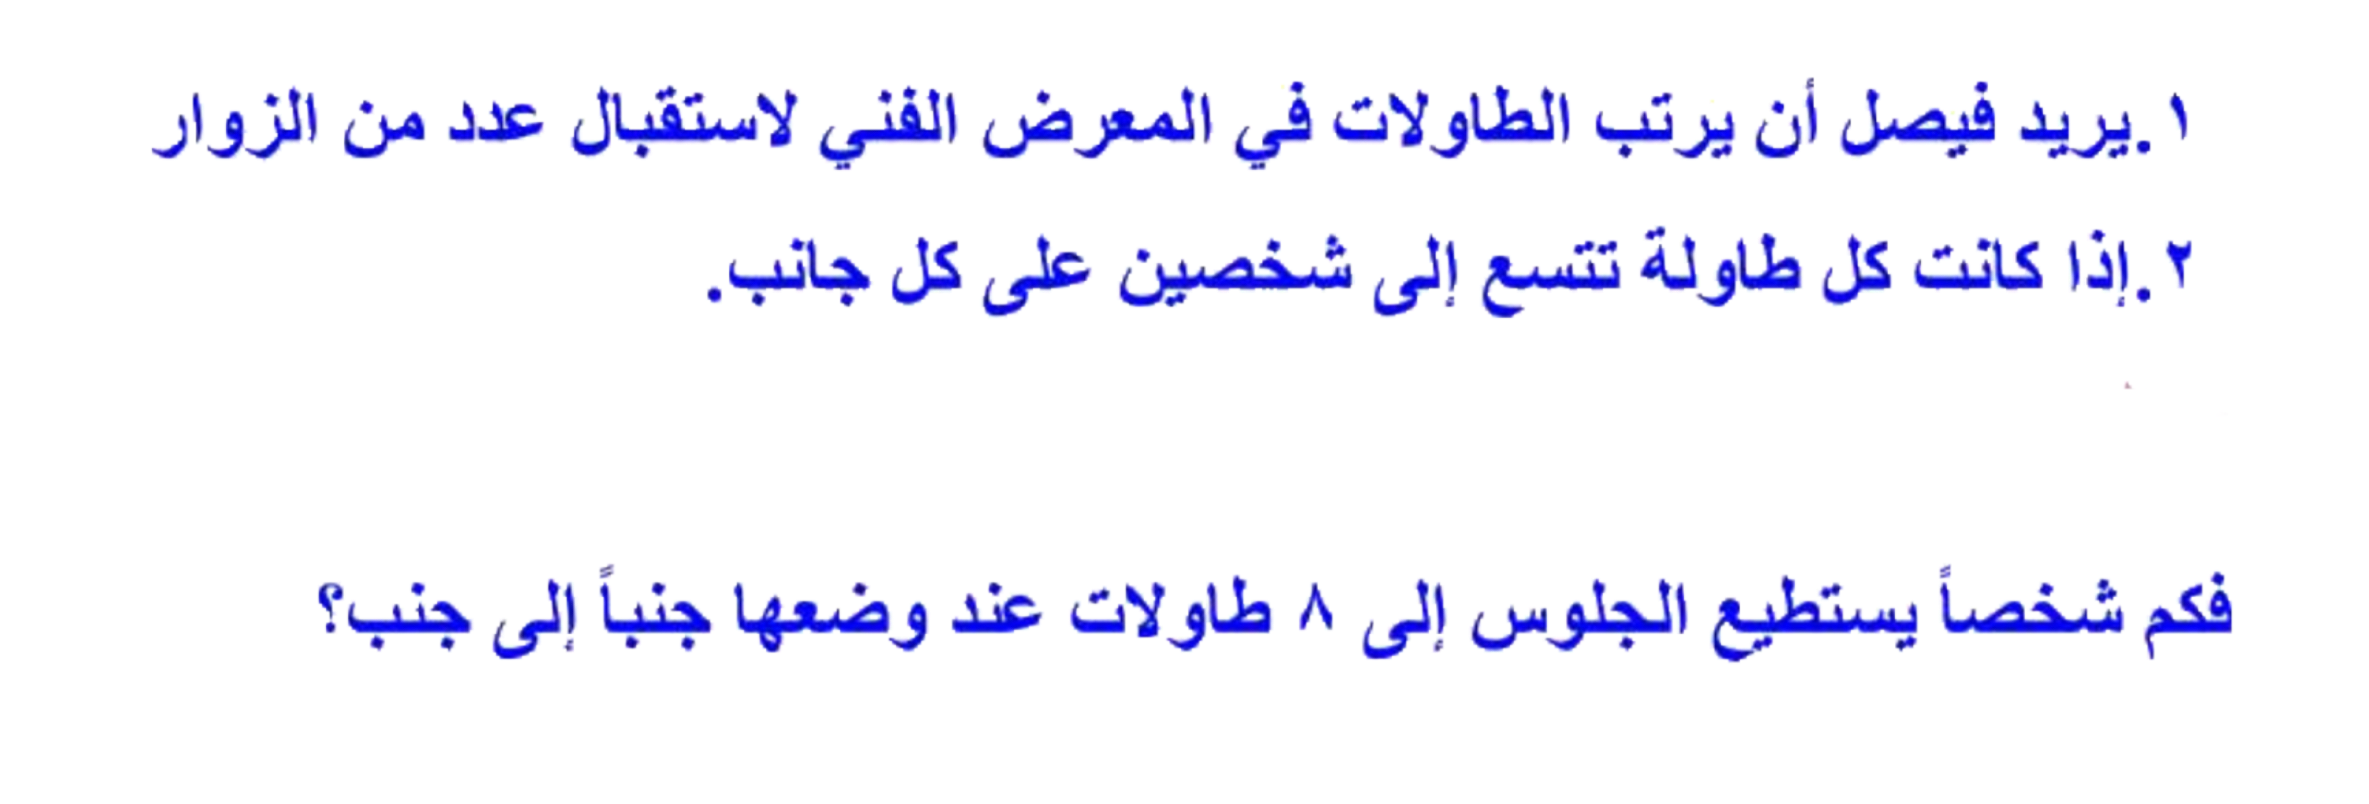 ١.يريد فيصل أن يرتب الطاولات في المعرض الفني لاستقبال عدد من الزوار
٢.إذا كانت كل طاولة تتسع إلى شخصين على كل جانب.
فكم شخصاً يستطيع الجلوس إلى ٨ طاولات عند وضعها جنباً إلى جنب؟